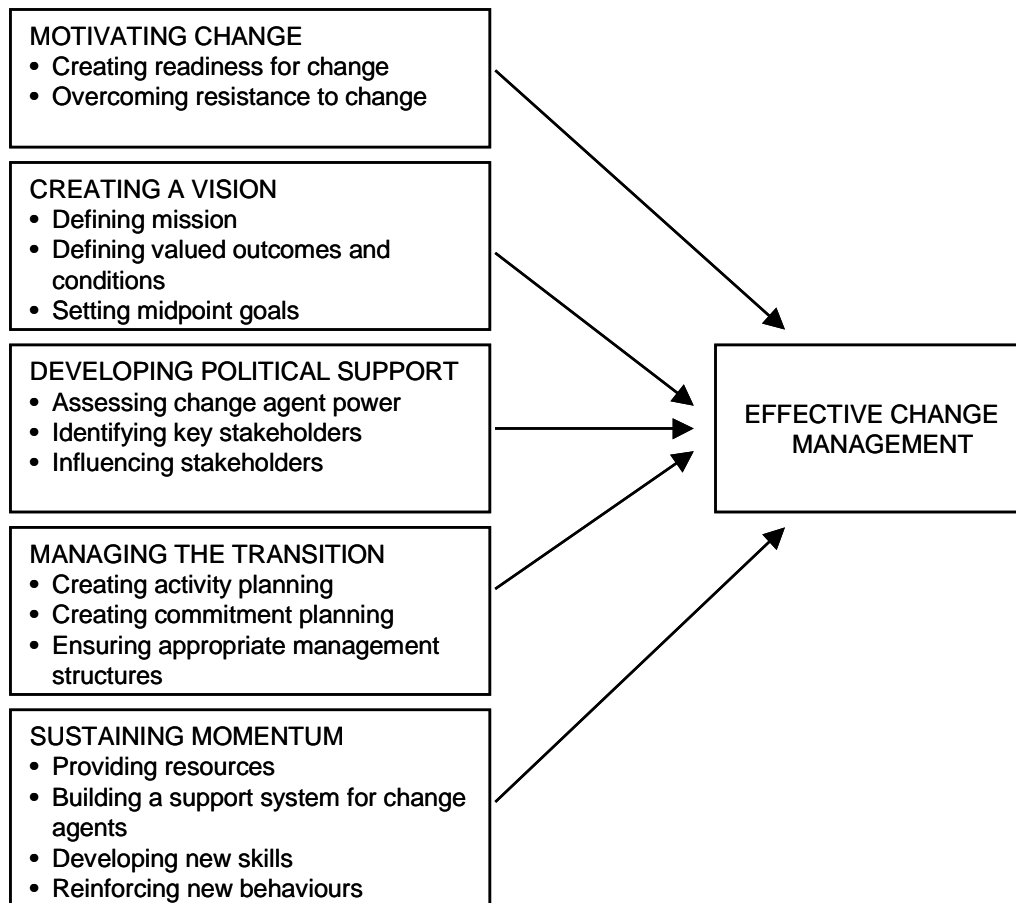 MOTIVATING CHANGE
• Creating readiness for change
• Overcoming resistance to change
CREATING A VISION
• Defining mission
• Defining valued outcomes and
conditions
• Setting midpoint goals
DEVELOPING POLITICAL SUPPORT
• Assessing change agent power
• Identifying key stakeholders
• Influencing stakeholders
MANAGING THE TRANSITION
• Creating activity planning
• Creating commitment planning
• Ensuring appropriate management
structures
SUSTAINING MOMENTUM
• Providing resources
• Building a support system for change
agents
• Developing new skills
• Reinforcing new behaviours
EFFECTIVE CHANGE
MANAGEMENT